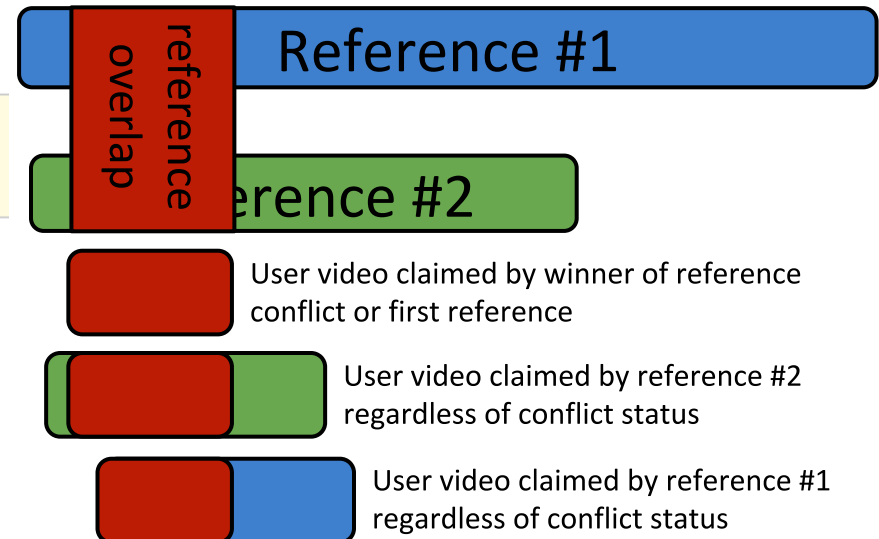 Reference #1
reference
overlap
erence #2
User video claimed by winner of reference
conflict or first reference
User video claimed by reference #2
regardless of conflict status
User video claimed by reference #1
regardless of conflict status